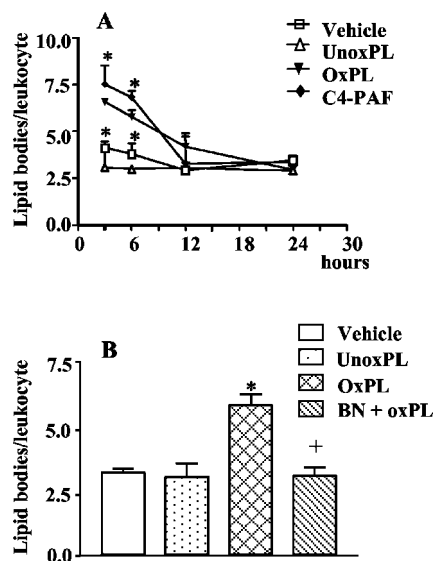 A
Vehicle
UnoxPL
OxPL
C4-PAF
Lipid bodies/leukocyte
10.0
7.5
5.0
2.5
0.0
*
*
*
*
0 6 12 18 24 30
hours
B
Vehicle
UnoxPL
OxPL
BN + oxPL
Lipid bodies/leukocyte
7.5
5.0
2.5
0.0
*
+